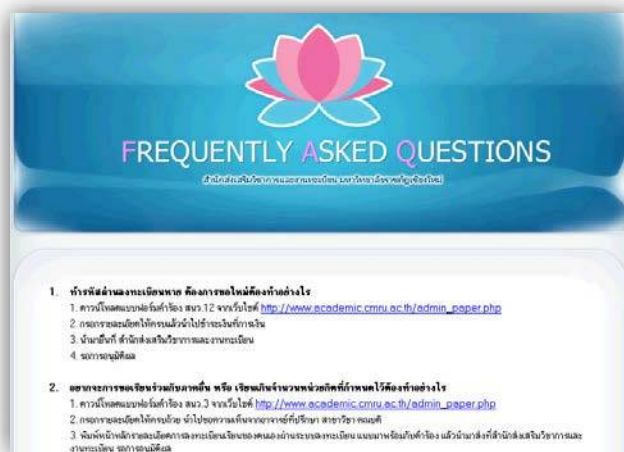 FREQUENTLY ASKED QUESTIONS
สำนักส่งเสริมวิชาการและงานทะเบียน มหาวิทยาลัยราชภัฏเชียงใหม่
1. ทำรหัสผ่านลงทะเบียนหาย ต้องการขอใหม่ต้องทำอย่างไร
1. ดาวน์โหลดแบบฟอร์มคำร้อง สนว.12 จากเว็บไซต์ http://www.academic.cmru.ac.th/admin_paper.php
2. กรอกรายละเอียดให้ครบแล้วนำไปชำระเงินที่การเงิน
3. นำมายื่นที่ สำนักส่งเสริมวิชาการและงานทะเบียน
4. รอการอนุมัติผล
2. อยากจะการขอเรียนร่วมกับภาคอื่น หรือ เรียนเกินจำนวนหน่วยกิตที่กำหนดไว้ต้องทำอย่างไร
1. ดาวน์โหลดแบบฟอร์มคำร้อง สนว.3 จากเว็บไซต์ http://www.academic.cmru.ac.th/admin_paper.php
2. กรอกรายละเอียดให้ครบถ้วย นำไปขอความเห็นจากอาจารย์ที่ปรึกษา สาขาวิชา คณบดี
3. พิมพ์หน้าหลักรายละเอียดการลงทะเบียนเรียนของตนเองผ่านระบบลงทะเบียน แนบมาพร้อมกับคำร้อง แล้วนำมาส่งที่สำนักส่งเสริมวิชาการและ
งานทะเบียน รอการอนุมัติผล